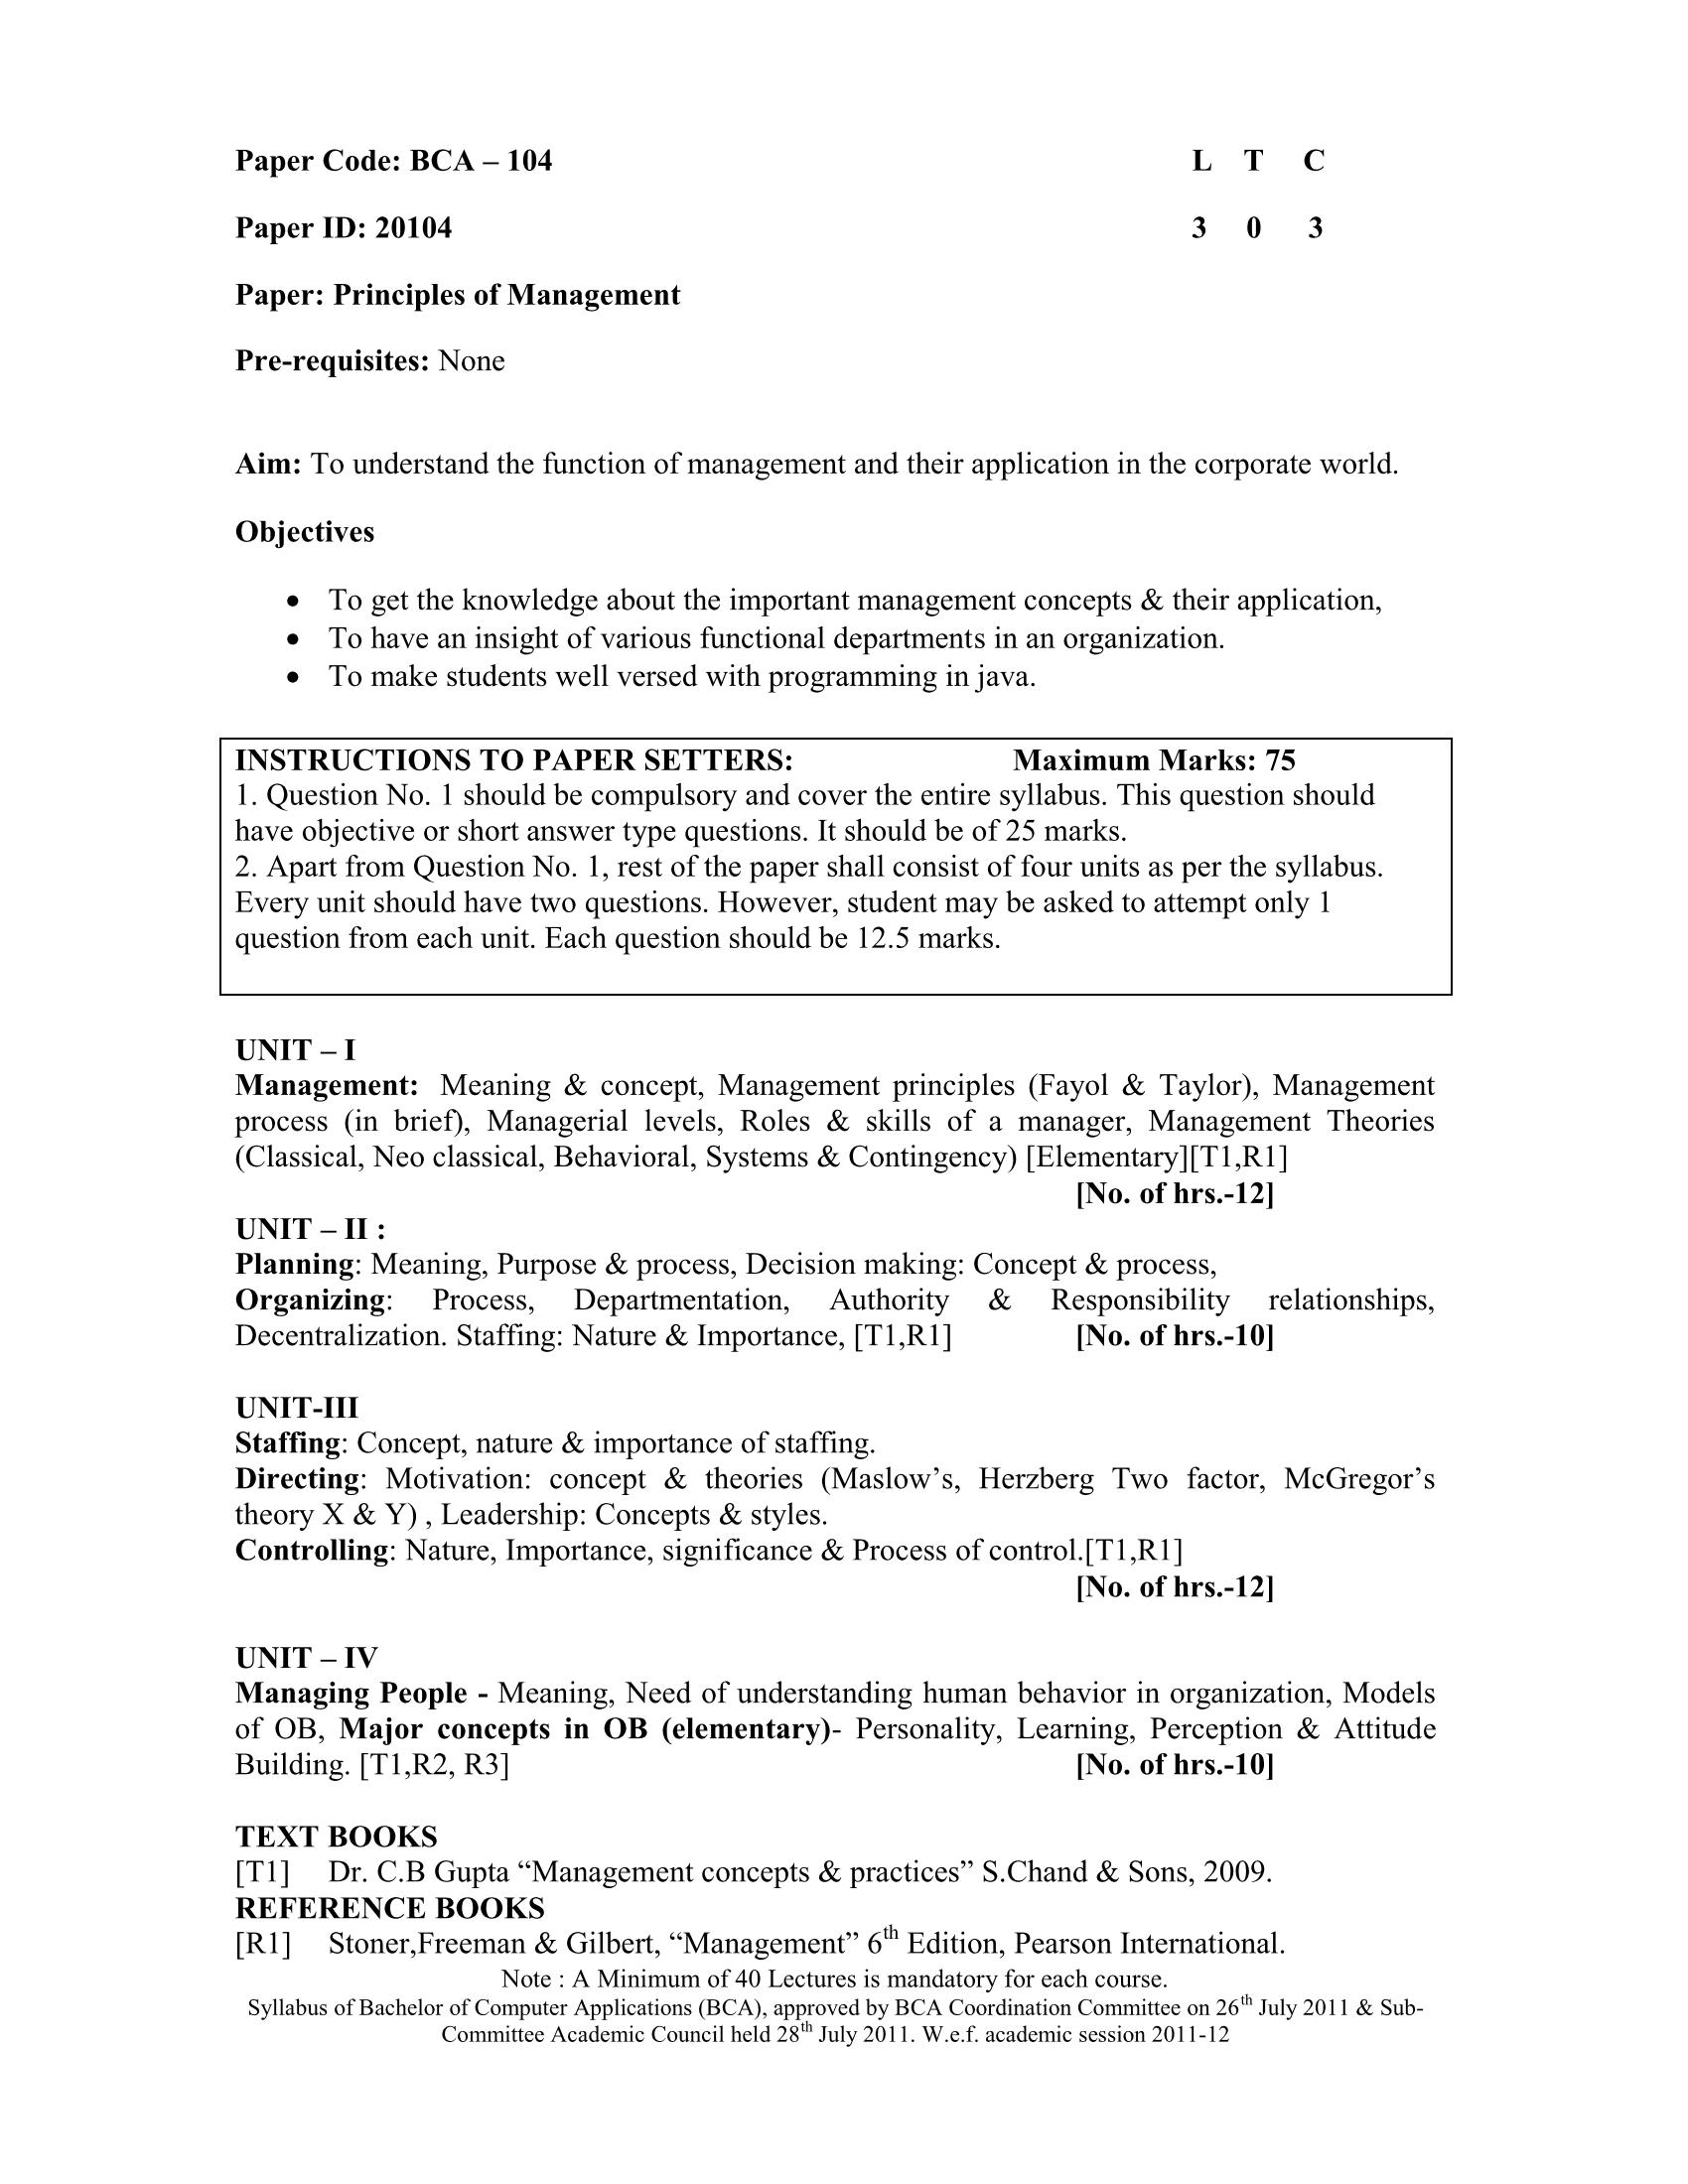 Paper Code: BCA – 104 L T C
Paper ID: 20104 3 0 3
Paper: Principles of Management
Pre-requisites: None
Aim: To understand the function of management and their application in the corporate world.
Objectives
• To get the knowledge about the important management concepts & their application,
• To have an insight of various functional departments in an organization.
• To make students well versed with programming in java.
INSTRUCTIONS TO PAPER SETTERS: Maximum Marks: 75
1. Question No. 1 should be compulsory and cover the entire syllabus. This question should
have objective or short answer type questions. It should be of 25 marks.
2. Apart from Question No. 1, rest of the paper shall consist of four units as per the syllabus.
Every unit should have two questions. However, student may be asked to attempt only 1
question from each unit. Each question should be 12.5 marks.
UNIT – I
Management: Meaning & concept, Management principles (Fayol & Taylor), Management
process (in brief), Managerial levels, Roles & skills of a manager, Management Theories
(Classical, Neo classical, Behavioral, Systems & Contingency) [Elementary][T1,R1]
[No. of hrs.-12]
UNIT – II :
Planning: Meaning, Purpose & process, Decision making: Concept & process,
Organizing: Process, Departmentation, Authority & Responsibility relationships,
Decentralization. Staffing: Nature & Importance, [T1,R1] [No. of hrs.-10]
UNIT-III
Staffing: Concept, nature & importance of staffing.
Directing: Motivation: concept & theories (Maslow’s, Herzberg Two factor, McGregor’s
theory X & Y) , Leadership: Concepts & styles.
Controlling: Nature, Importance, significance & Process of control.[T1,R1]
[No. of hrs.-12]
UNIT – IV
Managing People - Meaning, Need of understanding human behavior in organization, Models
of OB, Major concepts in OB (elementary)- Personality, Learning, Perception & Attitude
Building. [T1,R2, R3] [No. of hrs.-10]
TEXT BOOKS
[T1] Dr. C.B Gupta “Management concepts & practices” S.Chand & Sons, 2009.
REFERENCE BOOKS
[R1] Stoner,Freeman & Gilbert, “Management” 6th Edition, Pearson International.
Note : A Minimum of 40 Lectures is mandatory for each course.
Syllabus of Bachelor of Computer Applications (BCA), approved by BCA Coordination Committee on 26th July 2011 & Sub-
Committee Academic Council held 28th July 2011. W.e.f. academic session 2011-12